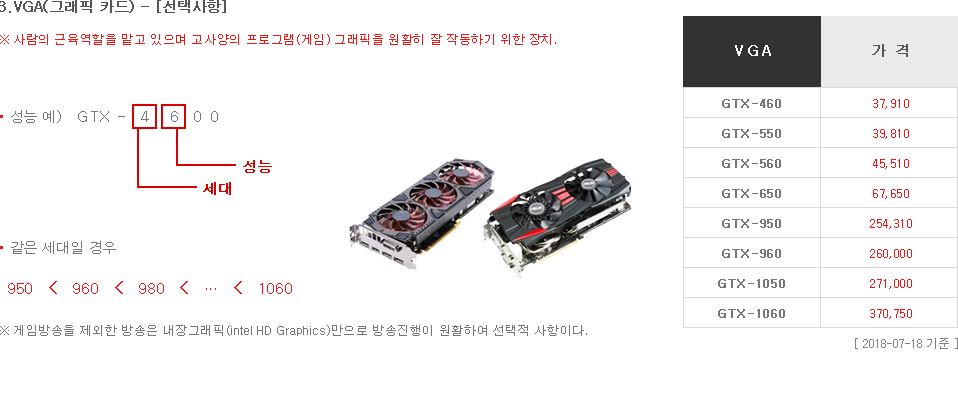 3.VGA(그래픽 카드) - [선택사항]
※ 사람의 근육역할을 맡고 있으며 고사양의 프로그램(게임) 그래픽을 원활히 잘 작동하기 위한 장치.
• 성능 예) GTX - 4 6 0 0
성능
세대
• 같은 세대일 경우
950 < 960 < 980 < ··· < 1060
※ 게임방송을 제외한 방송은 내장그래픽(intel HD Graphics)만으로 방송진행이 원활하여 선택적 사항이다.
VGA 가 격
GTX-460 37,910
GTX-550 39,810
GTX-560 45,510
GTX-650 67,650
GTX-950 254,310
GTX-960 260,000
GTX-1050 271,000
GTX-1060 370,750
[ 2018-07-18 기준 ]